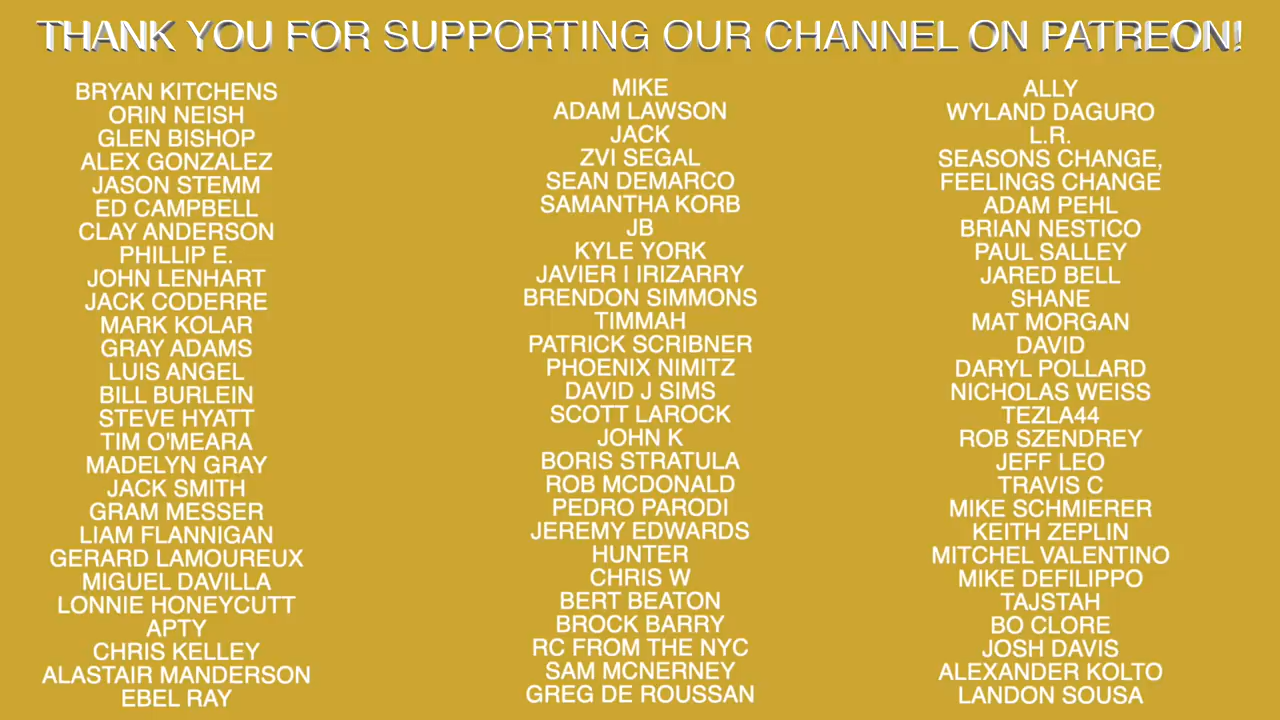 THANK YOU FOR SUPPORTING OUR CHANNEL ON PATREON!
BRYAN KITCHENS
ORIN NEISH
GLEN BISHOP
ALEX GONZALEZ
JASON STEMM
ED CAMPBELL
CLAY ANDERSON
PHILLIP E.
JOHN LENHART
JACK CODERRE
MARK KOLAR
GRAY ADAMS
LUIS ANGEL
BILL BURLEIN
STEVE HYATT
TIM O'MEARA
MADELYN GRAY
JACK SMITH
GRAM MESSER
LIAM FLANNIGAN
GERARD LAMOUREUX
MIGUEL DAVILLA
LONNIE HONEYCUTT
APTY
CHRIS KELLEY
ALASTAIR MANDERSON
EBEL RAY
MIKE
ADAM LAWSON
JACK
ZVI SEGAL
SEAN DEMARCO
SAMANTHA KORB
JB
KYLE YORK
JAVIER I IRIZARRY
BRENDON SIMMONS
TIMMAH
PATRICK SCRIBNER
PHOENIX NIMITZ
DAVID J SIMS
SCOTT LAROCK
JOHN K
BORIS STRATULA
ROB MCDONALD
PEDRO PARODI
JEREMY EDWARDS
HUNTER
CHRIS W
BERT BEATON
BROCK BARRY
RC FROM THE NYC
SAM MCNERNEY
GREG DE ROUSSAN
ALLY
WYLAND DAGURO
L.R.
SEASONS CHANGE,
FEELINGS CHANGE
ADAM PEHL
BRIAN NESTICO
PAUL SALLEY
JARED BELL
SHANE
MAT MORGAN
DAVID
DARYL POLLARD
NICHOLAS WEISS
TEZLA44
ROB SZENDREY
JEFF LEO
TRAVIS C
MIKE SCHMIERER
KEITH ZEPLIN
MITCHEL VALENTINO
MIKE DEFILIPPO
TAJSTAH
BO CLORE
JOSH DAVIS
ALEXANDER KOLTO
LANDON SOUSA